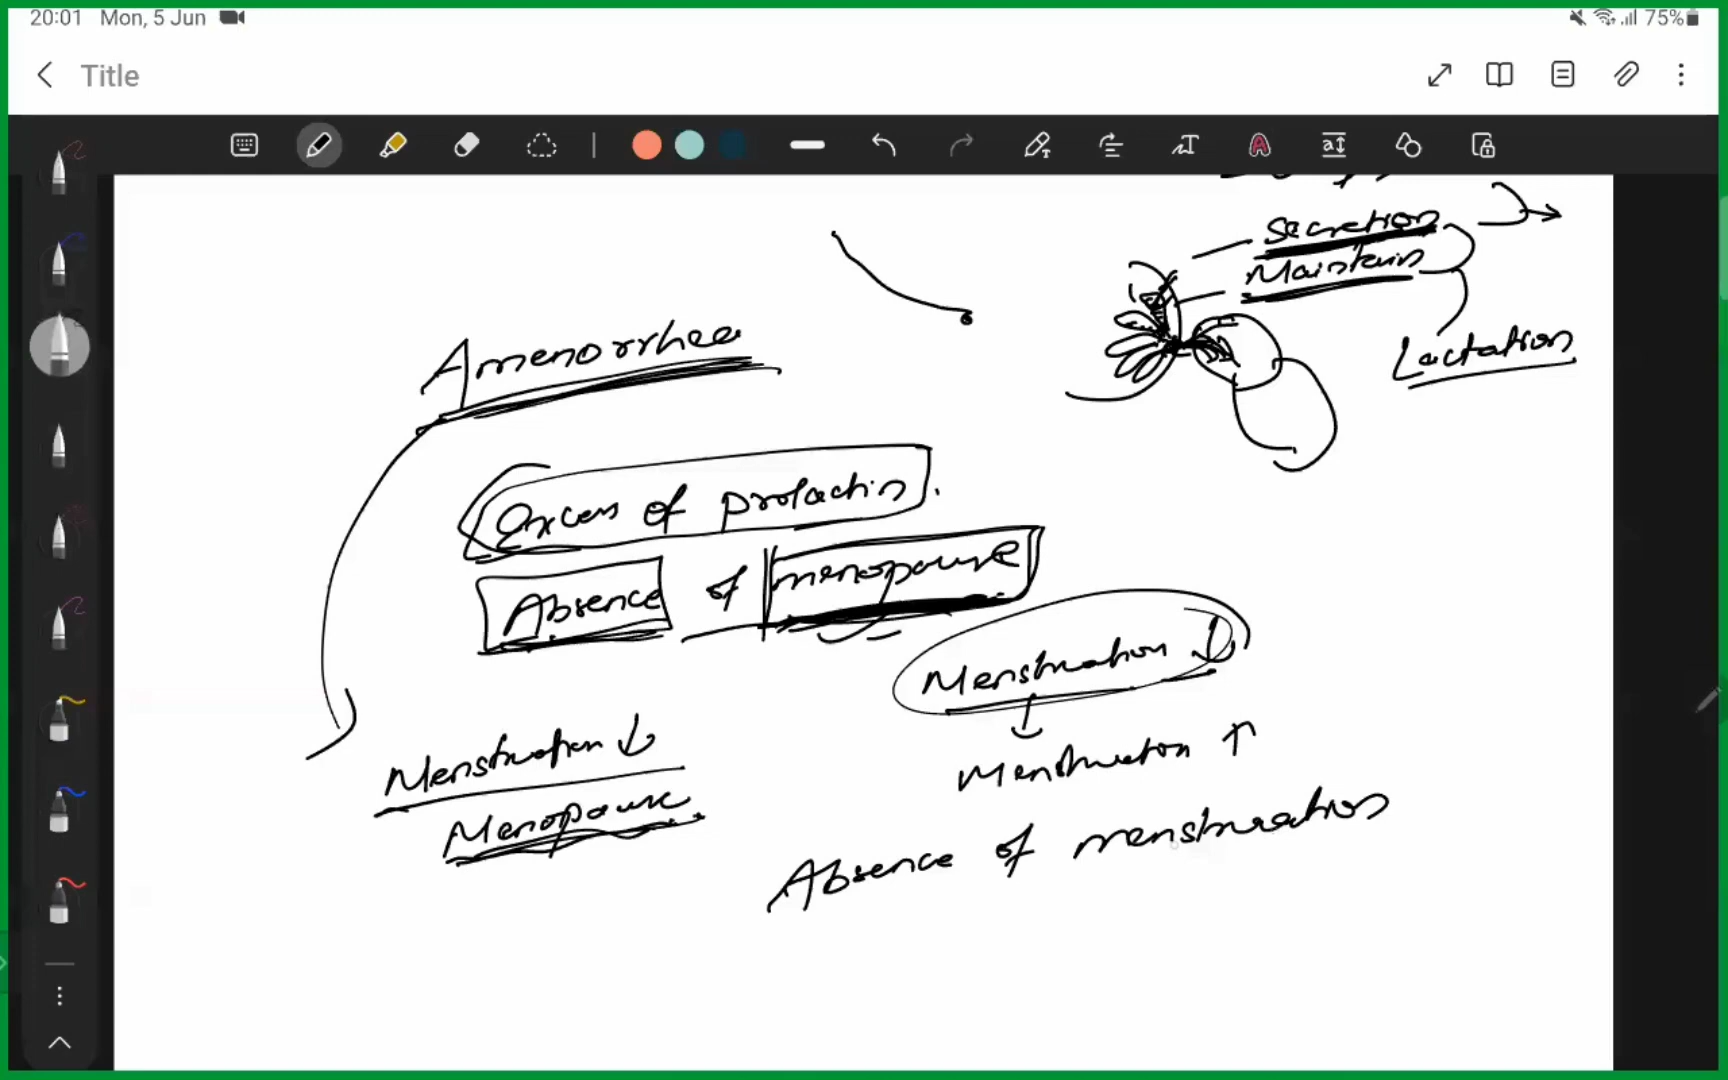 20:01 Mon, 5 Jun
75%
Title
Secretion
Maintain
Lactation
Amenorrhea
Excess of prolactin.
Absence of menopause
Menstruation ↓
Menstruation ↑
Menstruation ↓
Menopause
Absence of menstruation